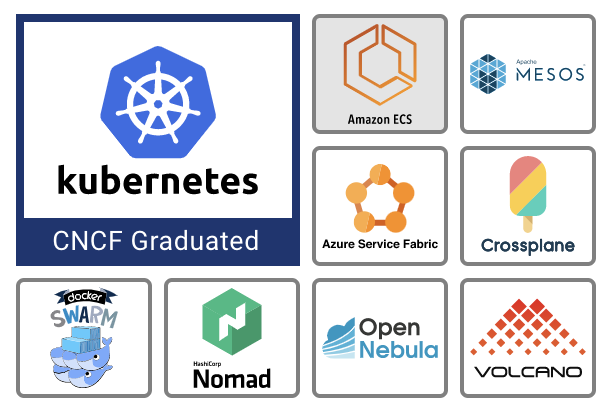 kubernetes
CNCF Graduated
Amazon ECS
Apache
MESOS
Azure Service Fabric
Crossplane
docker
SWARM
HashiCorp
Nomad
Open
Nebula
VOLCANO